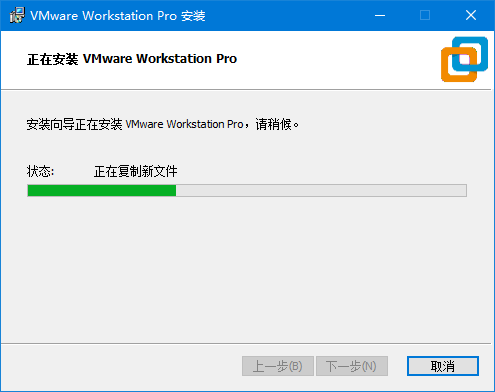 VMware Workstation Pro 安装
正在安装 VMware Workstation Pro
安装向导正在安装 VMware Workstation Pro，请稍候。
状态: 正在复制新文件
上一步(B) 下一步(N) 取消